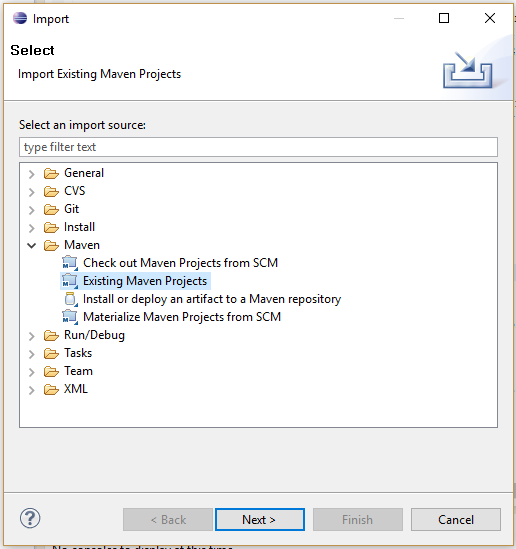 Import
Select
Import Existing Maven Projects
Select an import source:
type filter text
General
CVS
Git
Install
Maven
Check out Maven Projects from SCM
Existing Maven Projects
Install or deploy an artifact to a Maven repository
Materialize Maven Projects from SCM
Run/Debug
Tasks
Team
XML
< Back
Next >
Finish
Cancel
No consoles to display at this time.